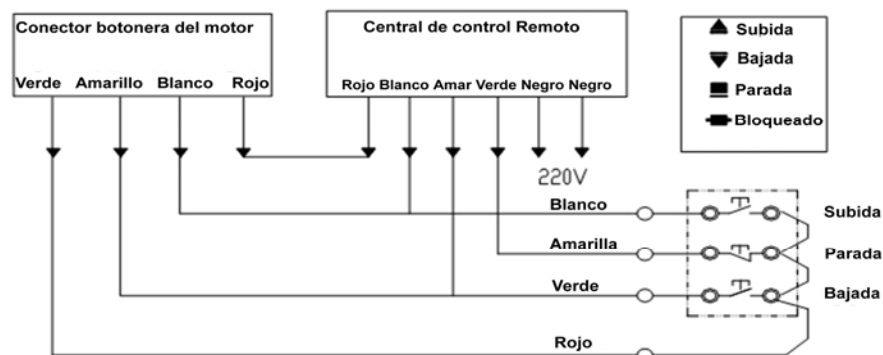 Conector botonera del motor
Verde Amarillo Blanco Rojo
Central de control Remoto
Rojo Blanco Amar Verde Negro Negro
Subida
Bajada
Parada
Bloqueado
220V
Blanco
Subida
Amarilla
Parada
Verde
Bajada
Rojo